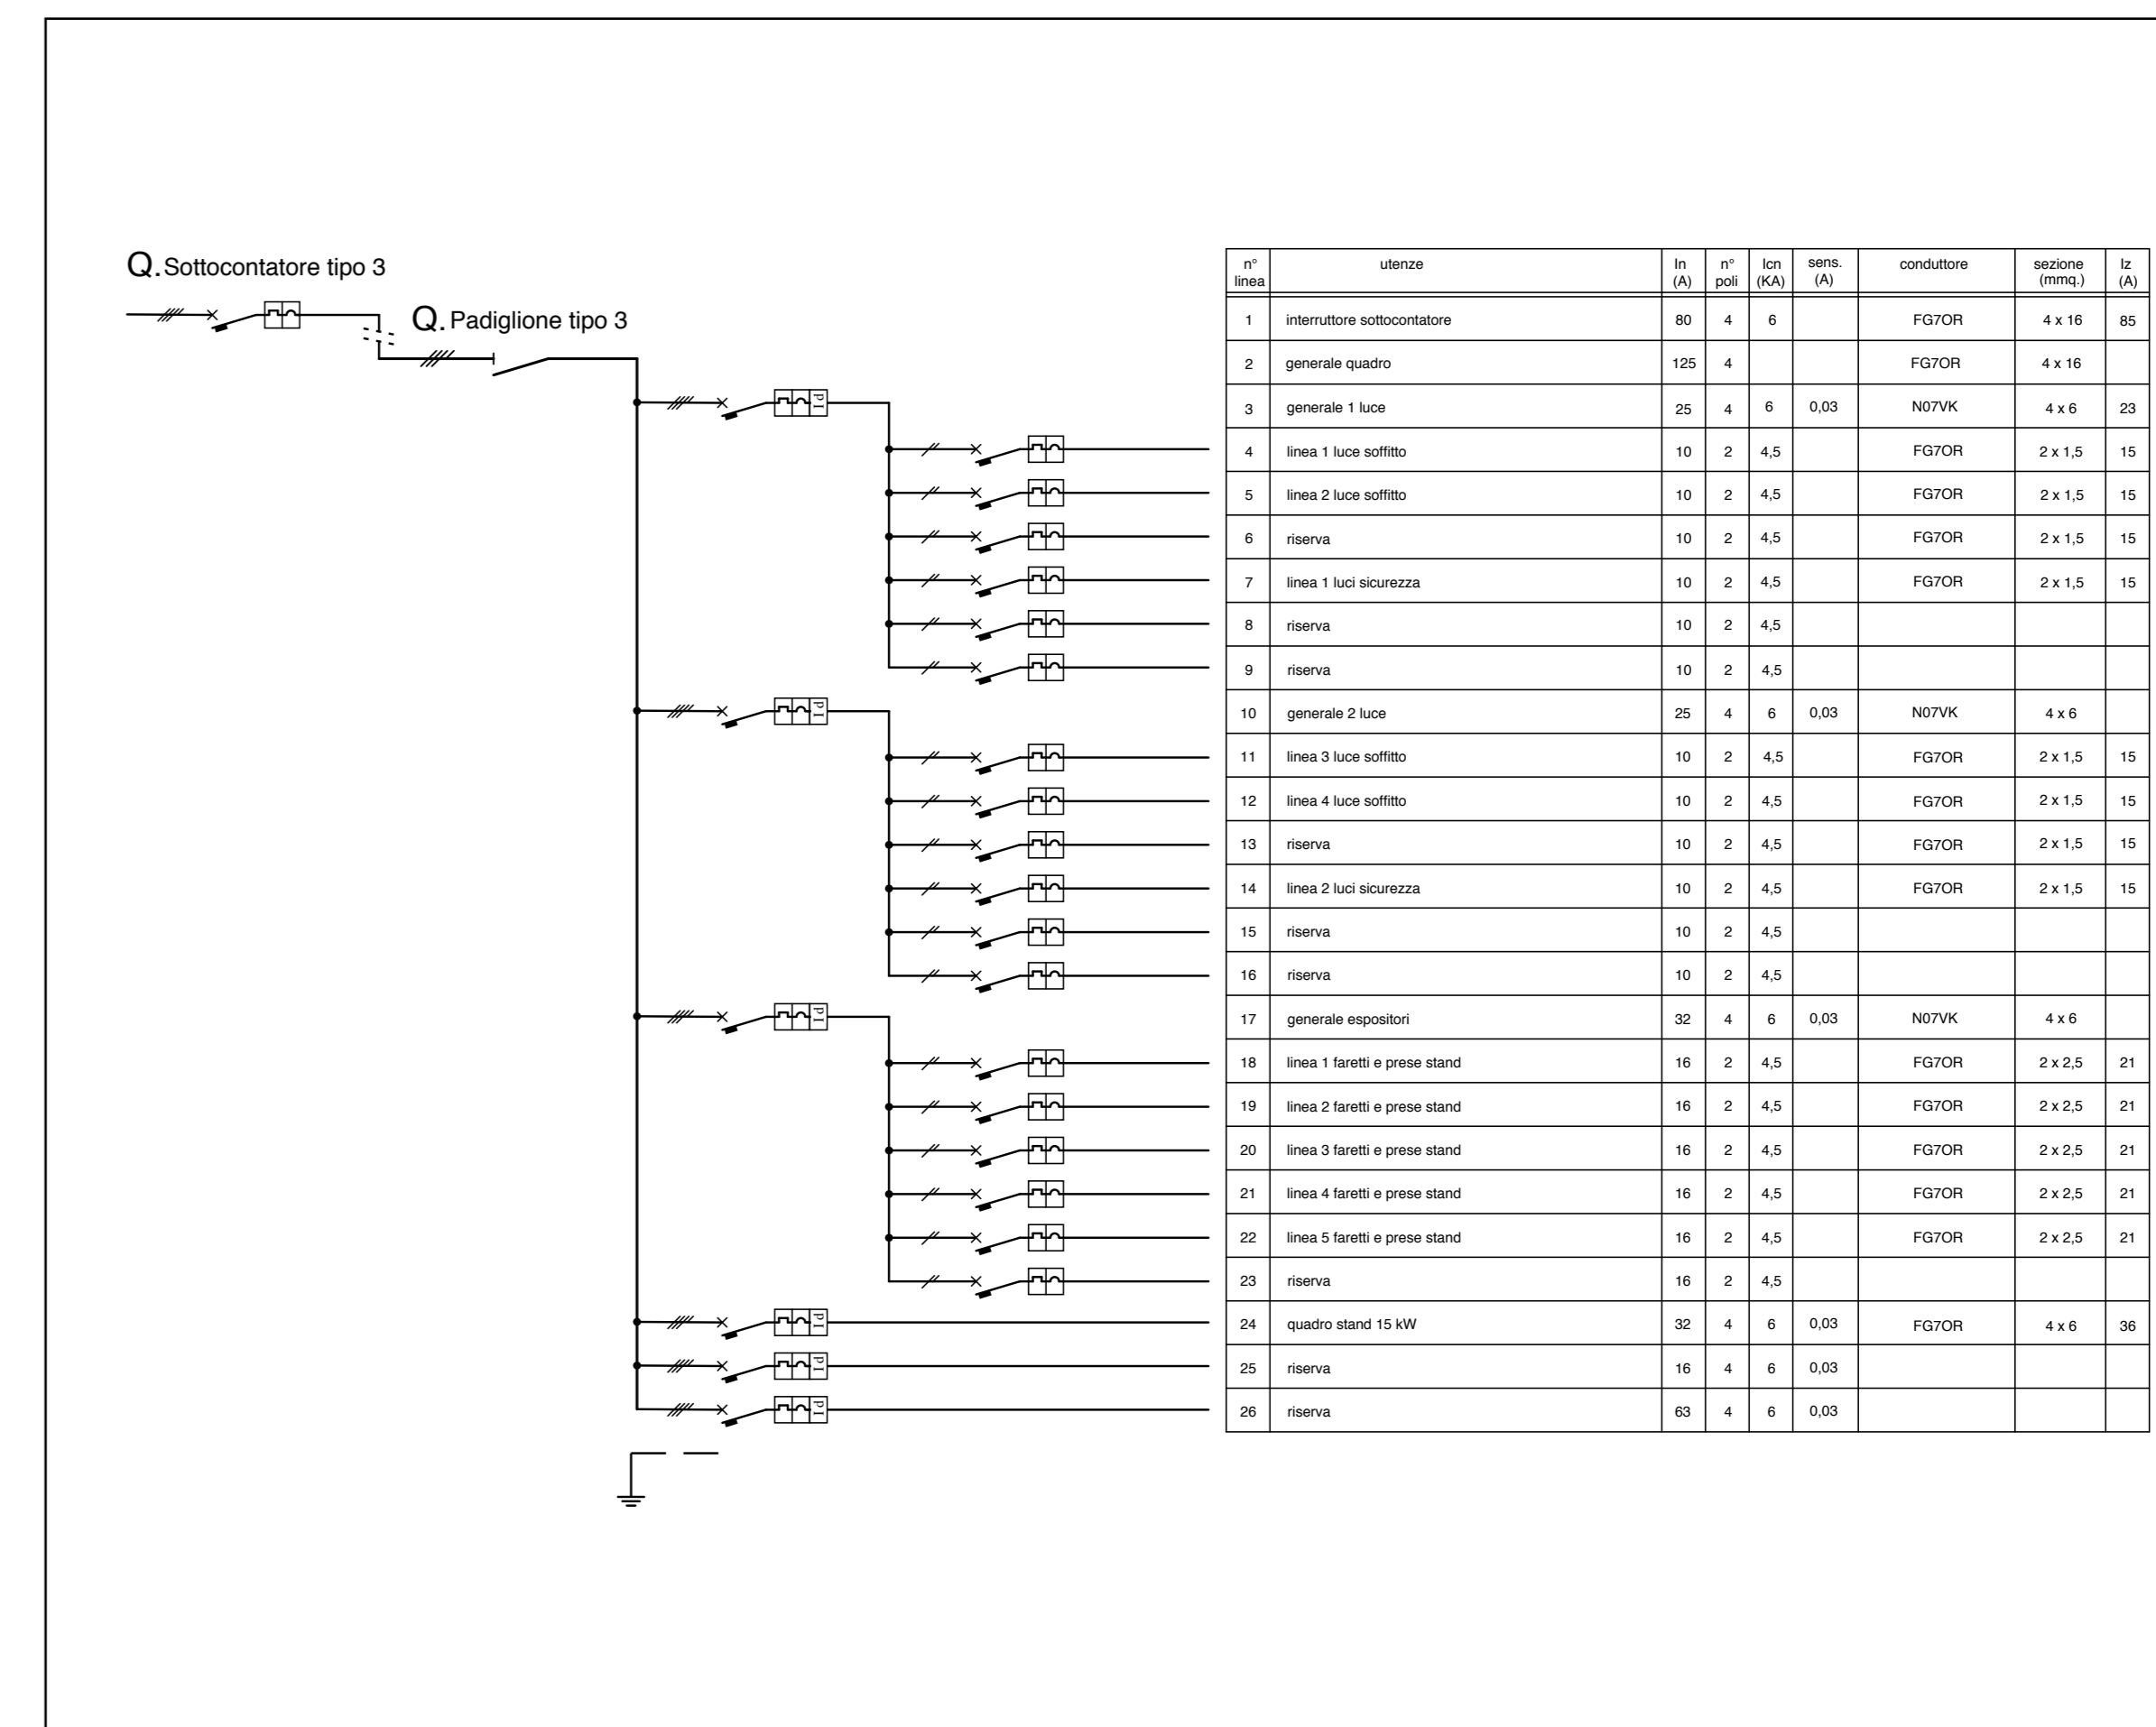 Q. Sottocontatore tipo 3
Q. Padiglione tipo 3
n° linea utenze In (A) n° poli Icn (KA) sens. (A) conduttore sezione (mmq.) Iz (A)
1 interruttore sottocontatore 80 4 6 FG7OR 4 x 16 85
2 generale quadro 125 4 FG7OR 4 x 16
3 generale 1 luce 25 4 6 0,03 N07VK 4 x 6 23
4 linea 1 luce soffitto 10 2 4,5 FG7OR 2 x 1,5 15
5 linea 2 luce soffitto 10 2 4,5 FG7OR 2 x 1,5 15
6 riserva 10 2 4,5 FG7OR 2 x 1,5 15
7 linea 1 luci sicurezza 10 2 4,5 FG7OR 2 x 1,5 15
8 riserva 10 2 4,5
9 riserva 10 2 4,5
10 generale 2 luce 25 4 6 0,03 N07VK 4 x 6
11 linea 3 luce soffitto 10 2 4,5 FG7OR 2 x 1,5 15
12 linea 4 luce soffitto 10 2 4,5 FG7OR 2 x 1,5 15
13 riserva 10 2 4,5 FG7OR 2 x 1,5 15
14 linea 2 luci sicurezza 10 2 4,5 FG7OR 2 x 1,5 15
15 riserva 10 2 4,5
16 riserva 10 2 4,5
17 generale espositori 32 4 6 0,03 N07VK 4 x 6
18 linea 1 faretti e prese stand 16 2 4,5 FG7OR 2 x 2,5 21
19 linea 2 faretti e prese stand 16 2 4,5 FG7OR 2 x 2,5 21
20 linea 3 faretti e prese stand 16 2 4,5 FG7OR 2 x 2,5 21
21 linea 4 faretti e prese stand 16 2 4,5 FG7OR 2 x 2,5 21
22 linea 5 faretti e prese stand 16 2 4,5 FG7OR 2 x 2,5 21
23 riserva 16 2 4,5
24 quadro stand 15 kW 32 4 6 0,03 FG7OR 4 x 6 36
25 riserva 16 4 6 0,03
26 riserva 63 4 6 0,03
Id
Id
Id
Id
Id
Id